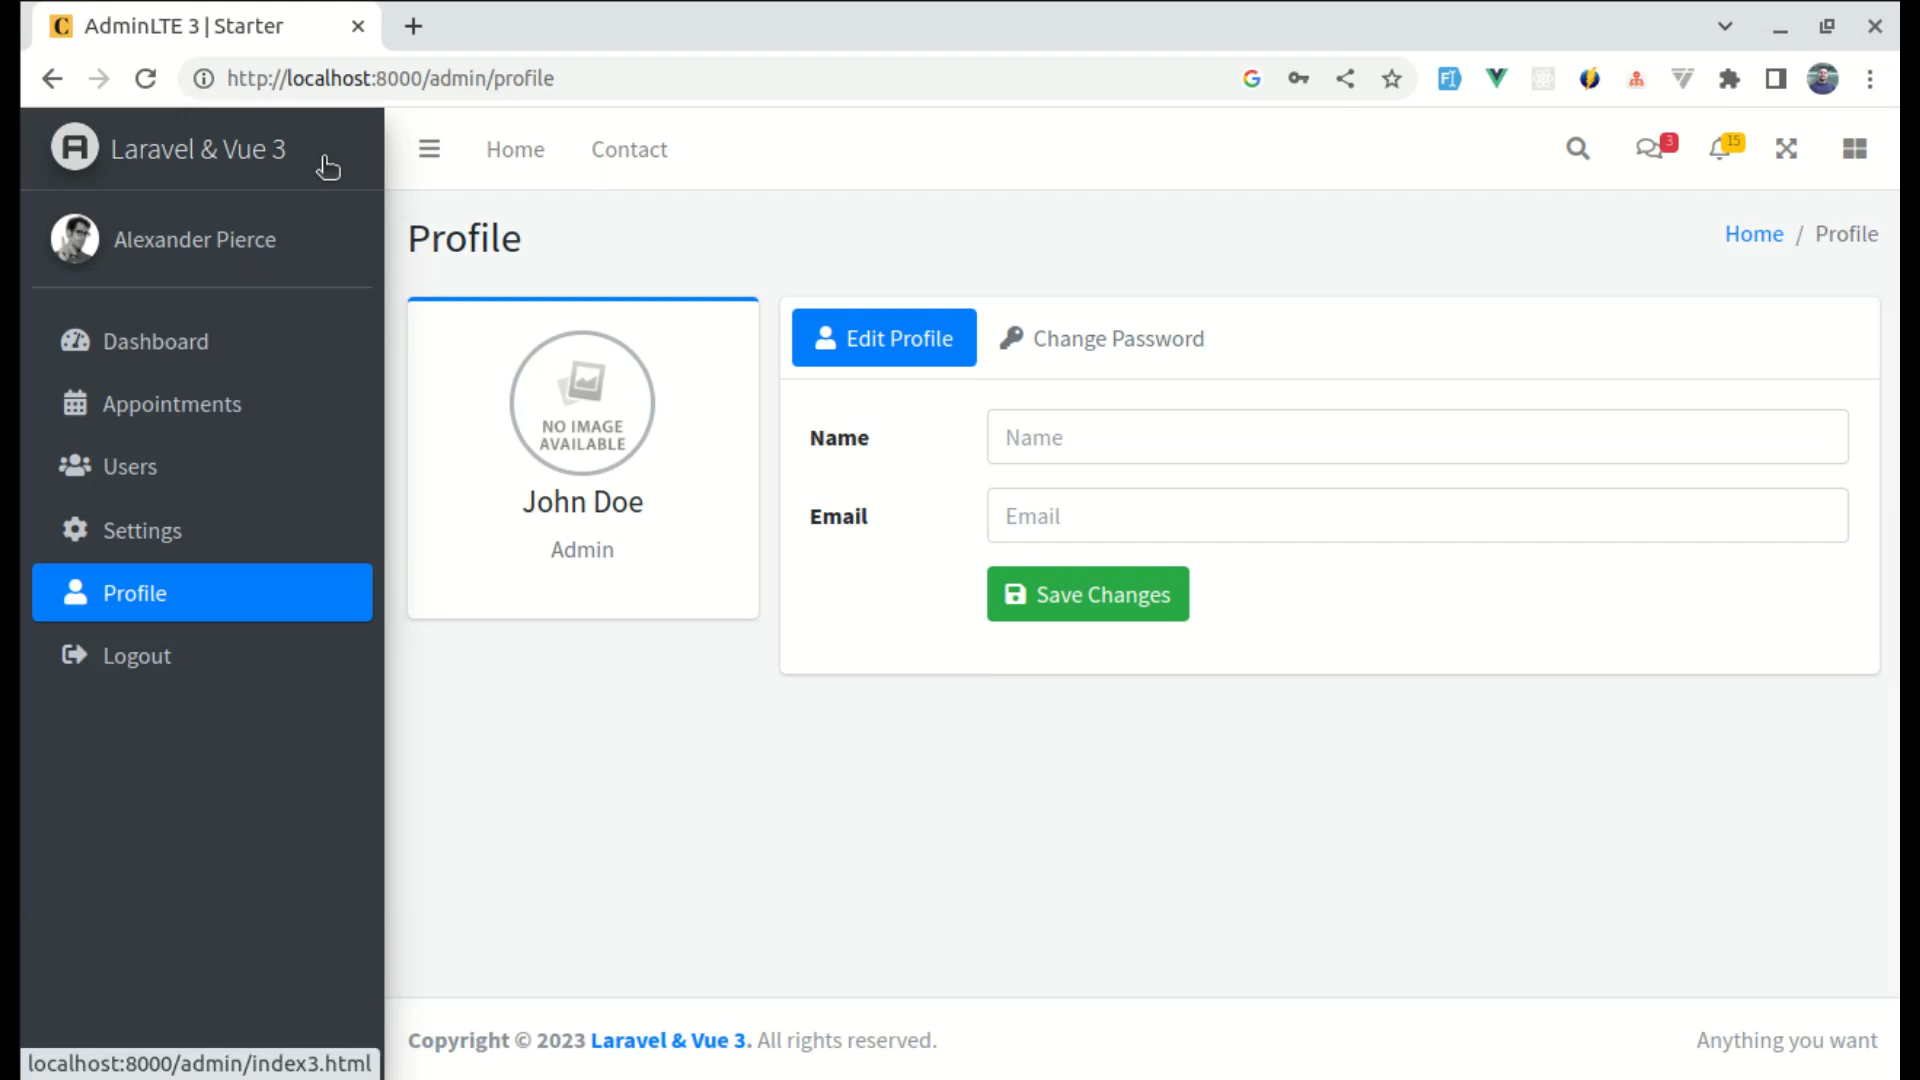 AdminLTE 3 | Starter
http://localhost:8000/admin/profile
Laravel & Vue 3
Home
Contact
3
15
Alexander Pierce
Profile
Home / Profile
Dashboard
Appointments
Users
Settings
Profile
Logout
NO IMAGE
AVAILABLE
John Doe
Admin
Edit Profile
Change Password
Name
Name
Email
Email
Save Changes
Copyright © 2023 Laravel & Vue 3. All rights reserved.
Anything you want
localhost:8000/admin/index3.html